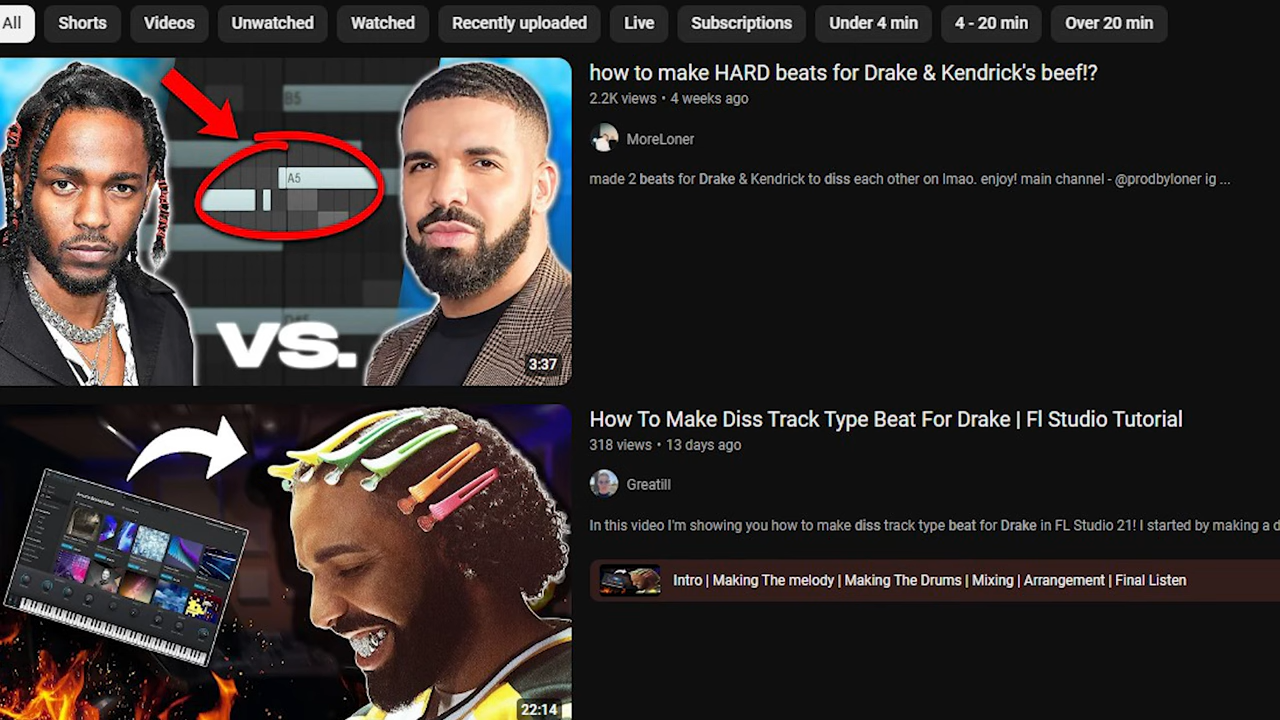 All
Shorts
Videos
Unwatched
Watched
Recently uploaded
Live
Subscriptions
Under 4 min
4 - 20 min
Over 20 min
B5
A5
VS.
3:37
how to make HARD beats for Drake & Kendrick's beef!?
2.2K views • 4 weeks ago
MoreLoner
made 2 beats for Drake & Kendrick to diss each other on lmao. enjoy! main channel - @prodbyloner ig ...
22:14
How To Make Diss Track Type Beat For Drake | Fl Studio Tutorial
318 views • 13 days ago
Greatill
In this video I'm showing you how to make diss track type beat for Drake in FL Studio 21! I started by making a d
Intro | Making The melody | Making The Drums | Mixing | Arrangement | Final Listen